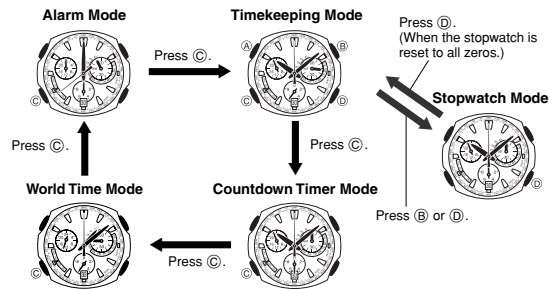 Alarm Mode
Timekeeping Mode
Press Ⓓ.
(When the stopwatch is
reset to all zeros.)
Press Ⓒ.
Ⓐ
Ⓑ
Ⓒ
Ⓒ
Ⓓ
Stopwatch Mode
Press Ⓒ.
Press Ⓒ.
Ⓓ
World Time Mode
Countdown Timer Mode
Press Ⓑ or Ⓓ.
Press Ⓒ.
Ⓒ
Ⓒ